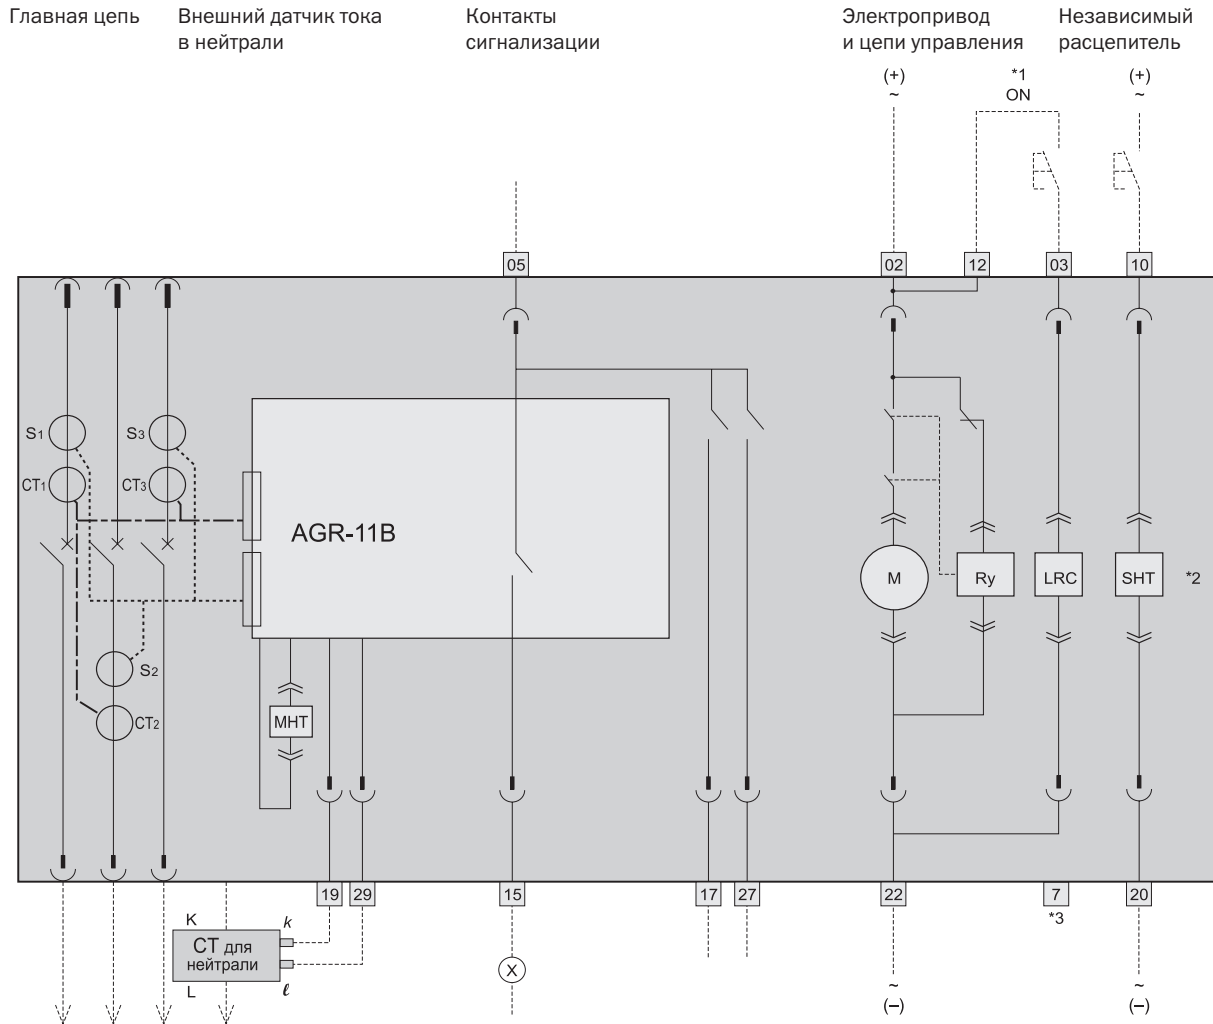 Главная цепь
Внешний датчик тока
в нейтрали
Контакты
сигнализации
Электропривод
и цепи управления
Независимый
расцепитель
(+)
~
*1
ON
(+)
~
05
02
12
03
10
S1
S3
CT1
CT3
AGR-11B
M
Ry
LRC
SHT
*2
S2
CT2
MHT
19
29
15
17
27
22
7
20
*3
K
k
CT для
нейтрали
L
ℓ
X
~
(–)
~
(–)